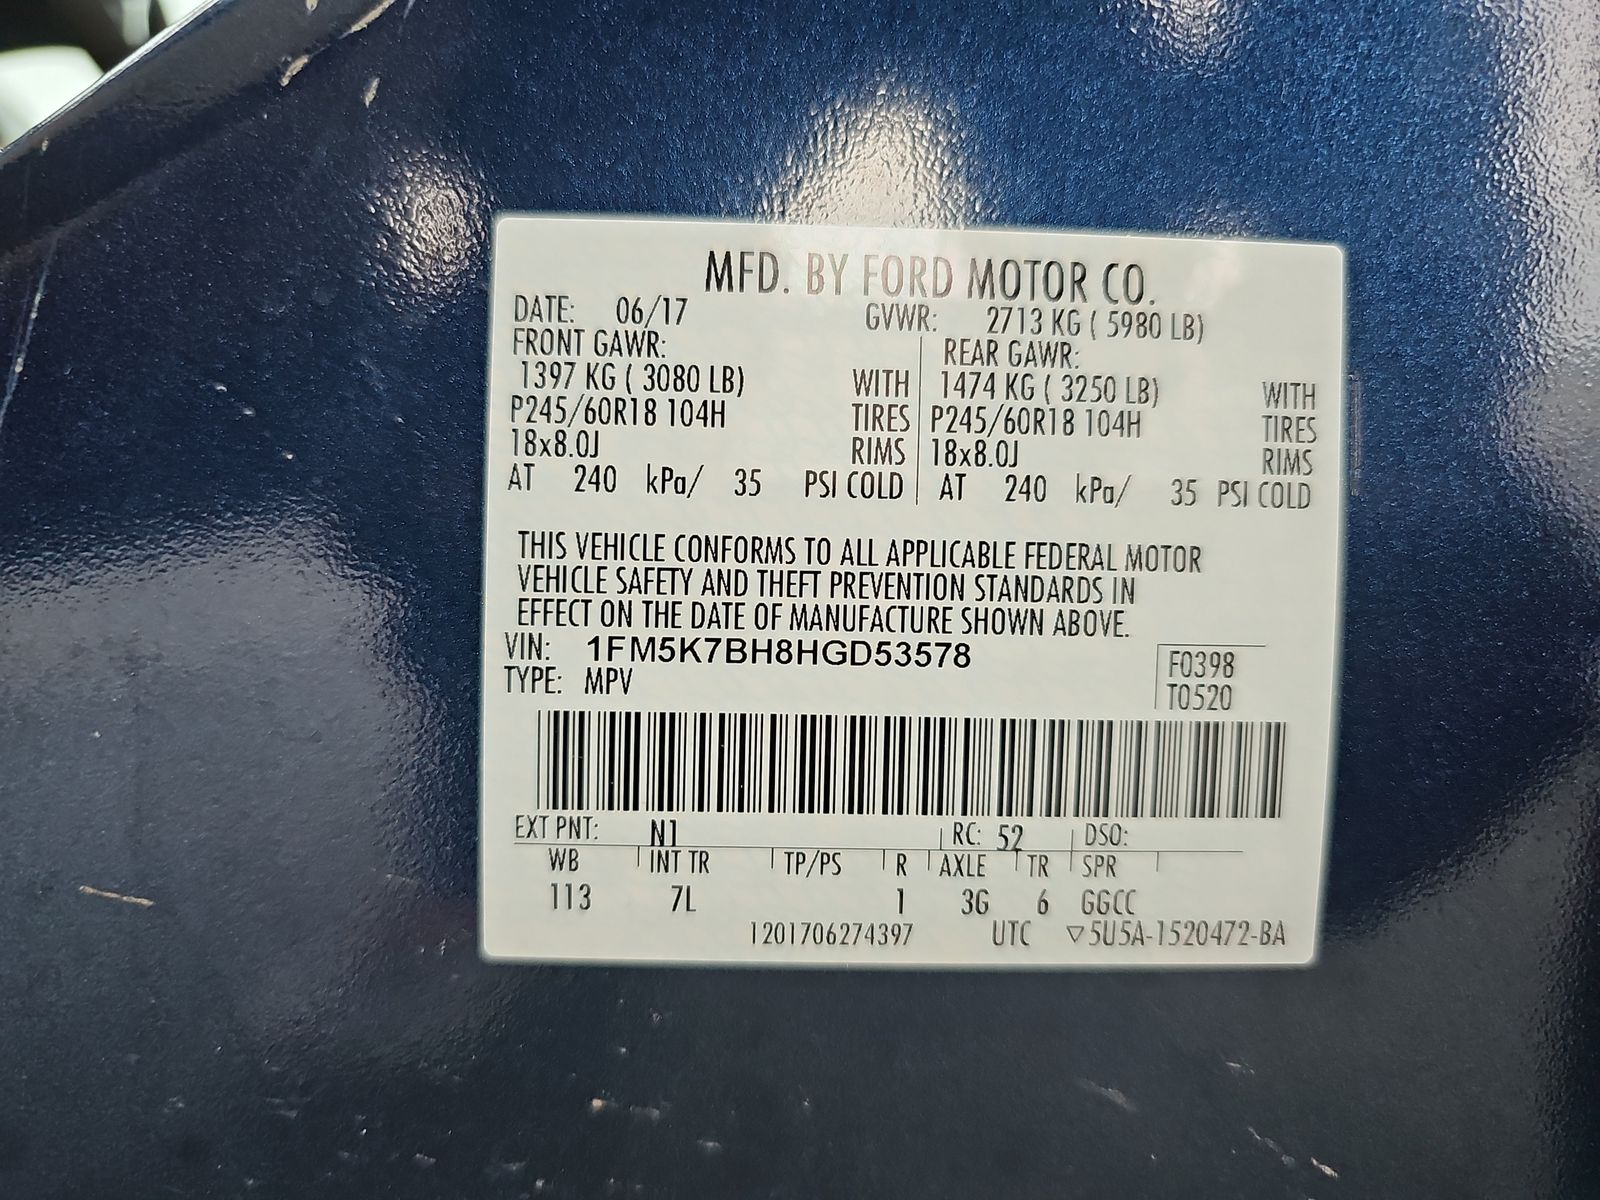 MFD. BY FORD MOTOR CO.
DATE: 06/17 GVWR: 2713 KG ( 5980 LB)
FRONT GAWR: REAR GAWR:
1397 KG ( 3080 LB) WITH 1474 KG ( 3250 LB) WITH
P245/60R18 104H TIRES P245/60R18 104H TIRES
18x8.0J RIMS 18x8.0J RIMS
AT 240 kPa/ 35 PSI COLD AT 240 kPa/ 35 PSI COLD
THIS VEHICLE CONFORMS TO ALL APPLICABLE FEDERAL MOTOR
VEHICLE SAFETY AND THEFT PREVENTION STANDARDS IN
EFFECT ON THE DATE OF MANUFACTURE SHOWN ABOVE.
VIN: 1FM5K7BH8HGD53578 F0398
TYPE: MPV T0520
EXT PNT: N1 RC: 52 DSO:
WB INT TR TP/PS R AXLE TR SPR
113 7L 1 3G 6 GGCC
1201706274397 UTC ▽5U5A-1520472-BA